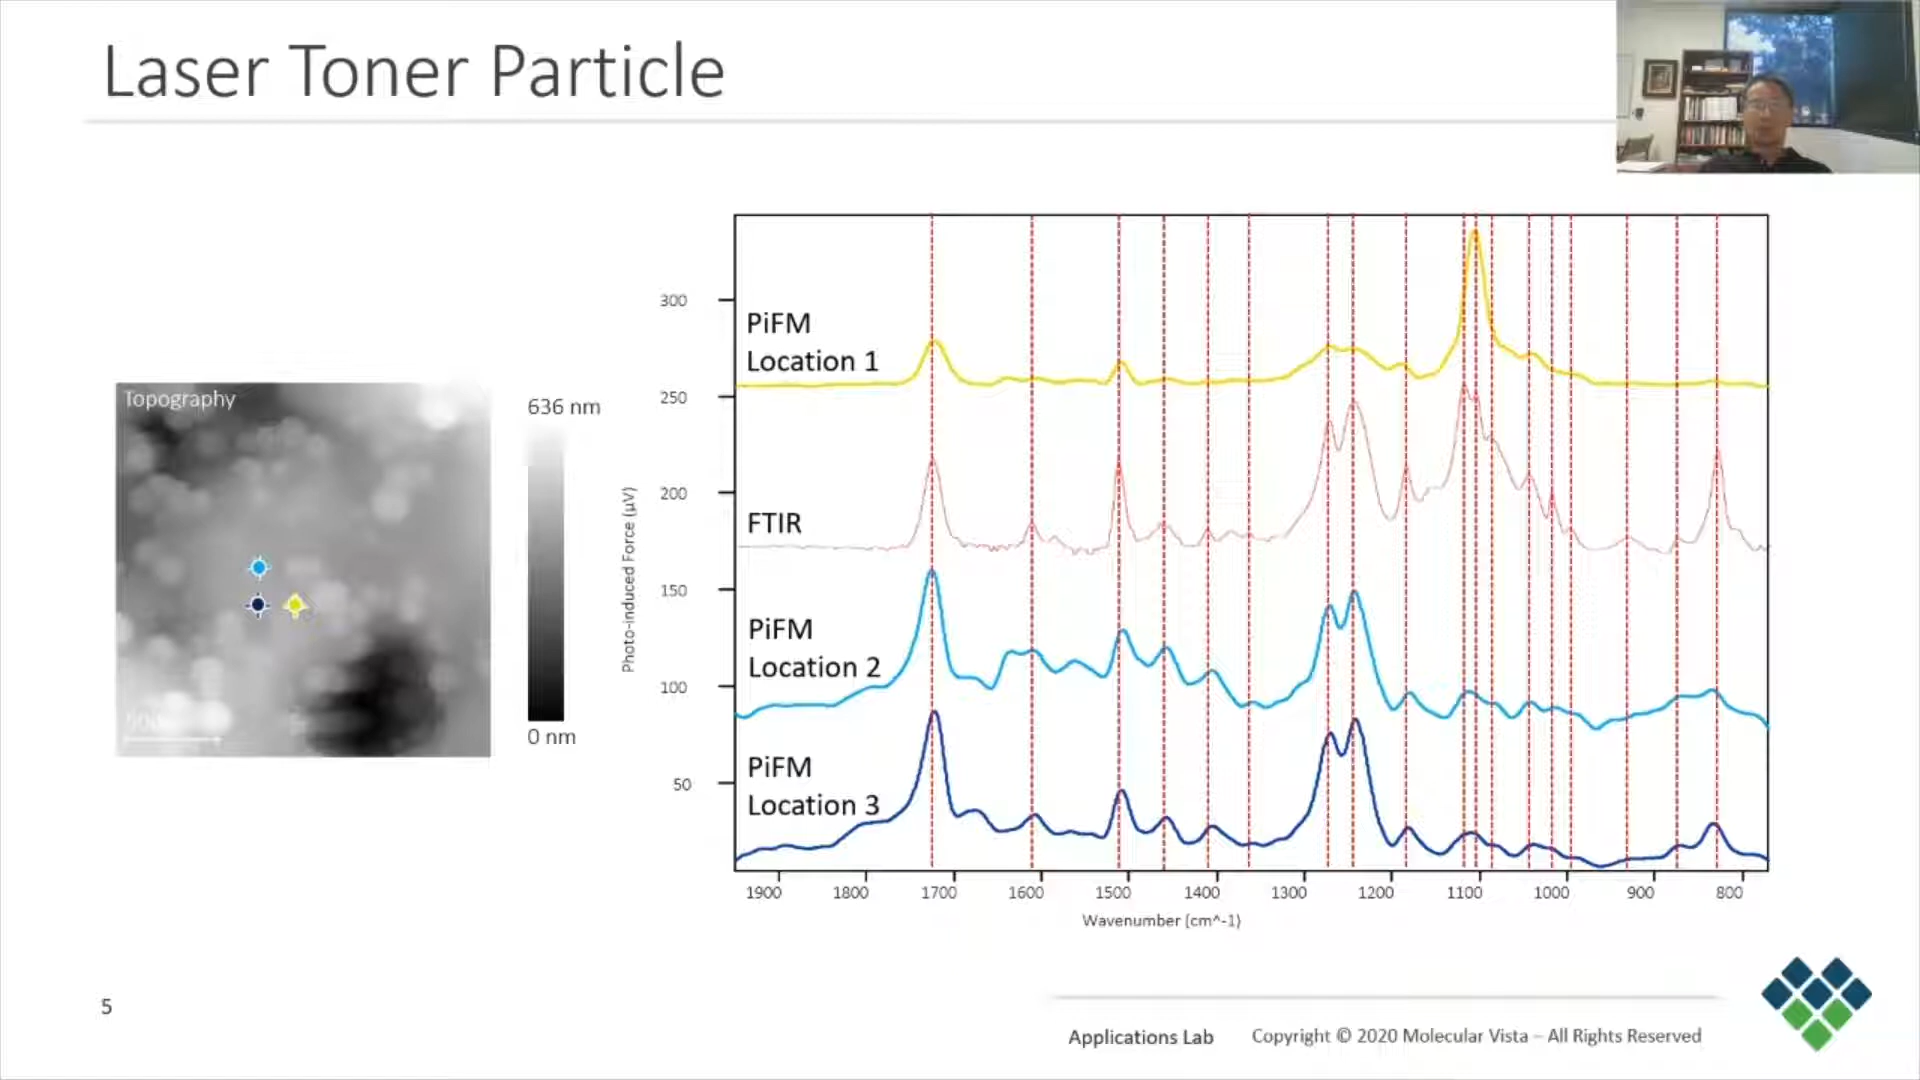 Laser Toner Particle
Topography
636 nm
0 nm
Photo-induced Force (µV)
300
250
200
150
100
50
PiFM
Location 1
FTIR
PiFM
Location 2
PiFM
Location 3
1900 1800 1700 1600 1500 1400 1300 1200 1100 1000 900 800
Wavenumber (cm^-1)
5
Applications Lab Copyright © 2020 Molecular Vista – All Rights Reserved